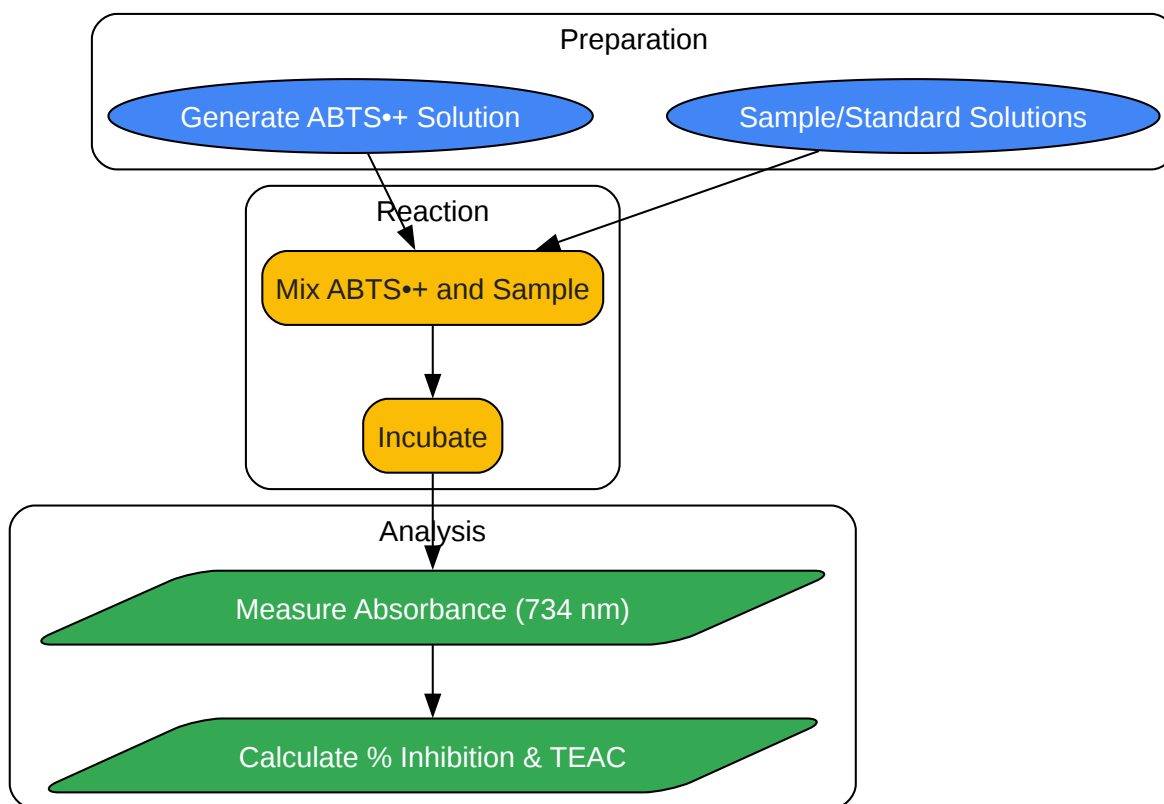 Preparation
Generate ABTS•+ Solution
Sample/Standard Solutions
Reaction
Mix ABTS•+ and Sample
Incubate
Analysis
Measure Absorbance (734 nm)
Calculate % Inhibition & TEAC